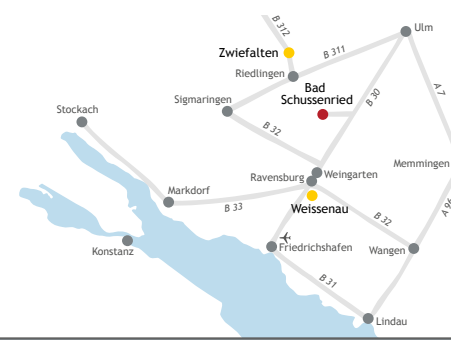 B 312
Ulm
Zwiefalten
B 311
Riedlingen
A 7
Bad
Schussenried
B 30
Sigmaringen
Stockach
B 32
Memmingen
Ravensburg
Weingarten
Markdorf
B 33
Weissenau
A 96
B 32
Konstanz
Friedrichshafen
Wangen
B 31
Lindau